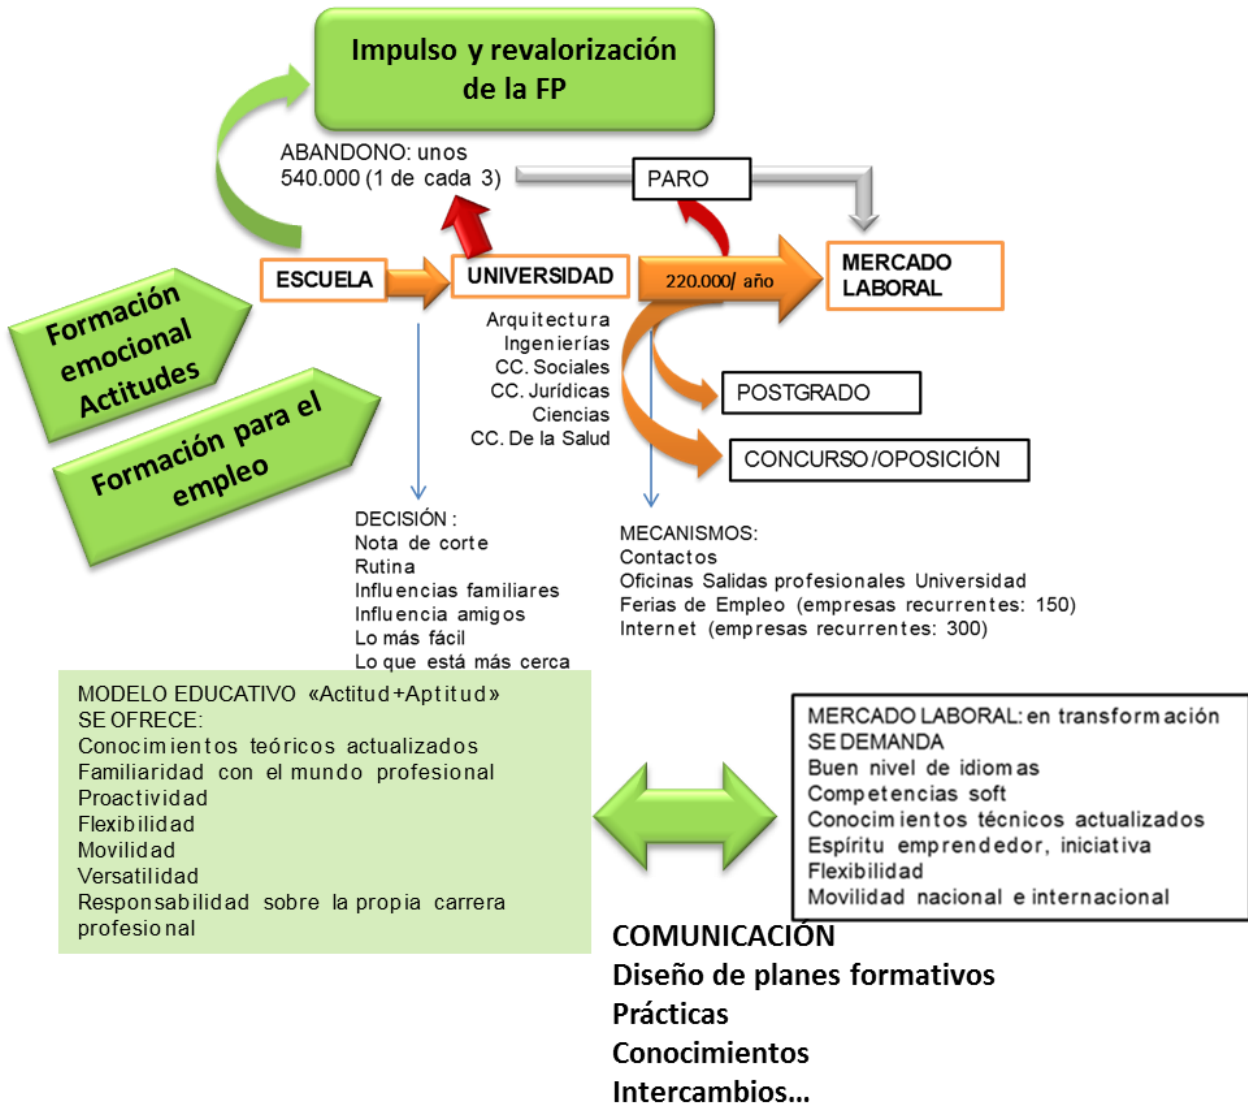 Impulso y revalorización
de la FP
ABANDONO: unos
540.000 (1 de cada 3)
PARO
ESCUELA
UNIVERSIDAD
220.000/ año
MERCADO
LABORAL
Formación
emocional
Actitudes
Formación para el
empleo
Arquitectura
Ingenierías
CC. Sociales
CC. Jurídicas
Ciencias
CC. De la Salud
POSTGRADO
CONCURSO/OPOSICIÓN
DECISIÓN :
Nota de corte
Rutina
Influencias familiares
Influencia amigos
Lo más fácil
Lo que está más cerca
MECANISMOS:
Contactos
Oficinas Salidas profesionales Universidad
Ferias de Empleo (empresas recurrentes: 150)
Internet (empresas recurrentes: 300)
MODELO EDUCATIVO «Actitud+Aptitud»
SE OFRECE:
Conocimientos teóricos actualizados
Familiaridad con el mundo profesional
Proactividad
Flexibilidad
Movilidad
Versatilidad
Responsabilidad sobre la propia carrera
profesional
MERCADO LABORAL: en transformación
SE DEMANDA
Buen nivel de idiomas
Competencias soft
Conocimientos técnicos actualizados
Espíritu emprendedor, iniciativa
Flexibilidad
Movilidad nacional e internacional
COMUNICACIÓN
Diseño de planes formativos
Prácticas
Conocimientos
Intercambios...